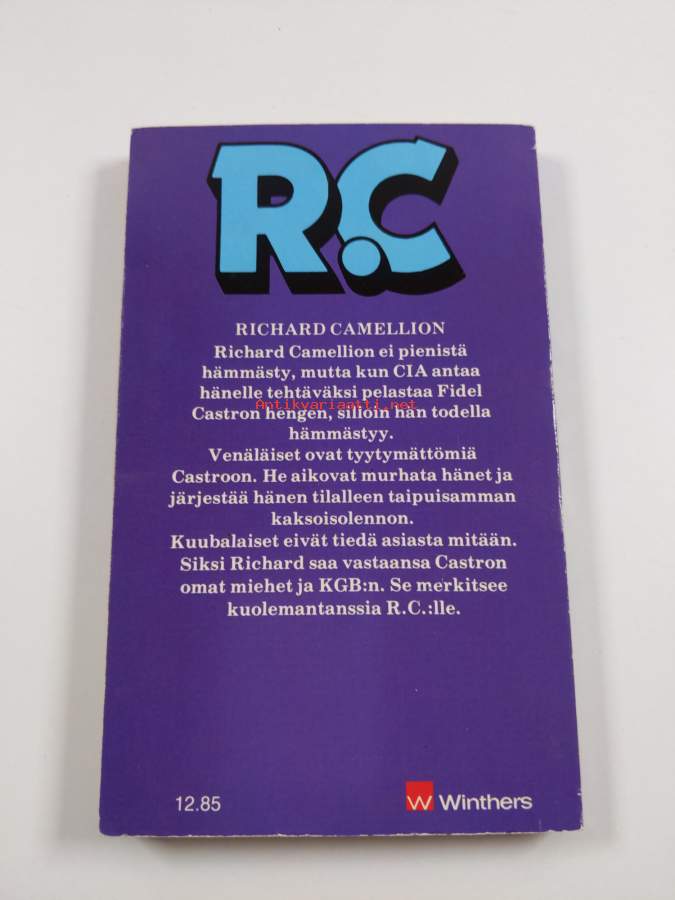 R.C
RICHARD CAMELLION
Richard Camellion ei pienistä
hämmästy, mutta kun CIA antaa
hänelle tehtäväksi pelastaa Fidel
Antikvariaatti.net
Castron hengen, silloin hän todella
hämmästyy.
Venäläiset ovat tyytymättömiä
Castroon. He aikovat murhata hänet ja
järjestää hänen tilalleen taipuisamman
kaksoisolennon.
Kuubalaiset eivät tiedä asiasta mitään.
Siksi Richard saa vastaansa Castron
omat miehet ja KGB:n. Se merkitsee
kuolemantanssia R.C.:lle.
12.85
W Winthers